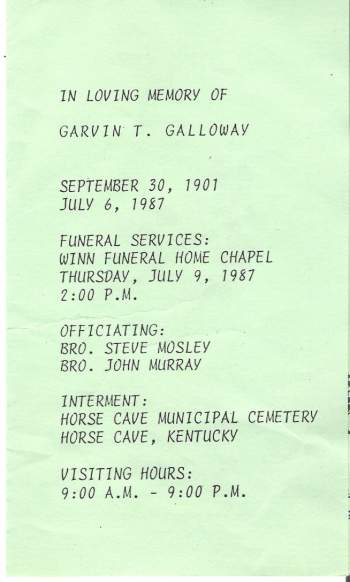 IN LOVING MEMORY OF
GARVIN T. GALLOWAY
SEPTEMBER 30, 1901
JULY 6, 1987
FUNERAL SERVICES:
WINN FUNERAL HOME CHAPEL
THURSDAY, JULY 9, 1987
2:00 P.M.
OFFICIATING:
BRO. STEVE MOSLEY
BRO. JOHN MURRAY
INTERMENT:
HORSE CAVE MUNICIPAL CEMETERY
HORSE CAVE, KENTUCKY
VISITING HOURS:
9:00 A.M. - 9:00 P.M.